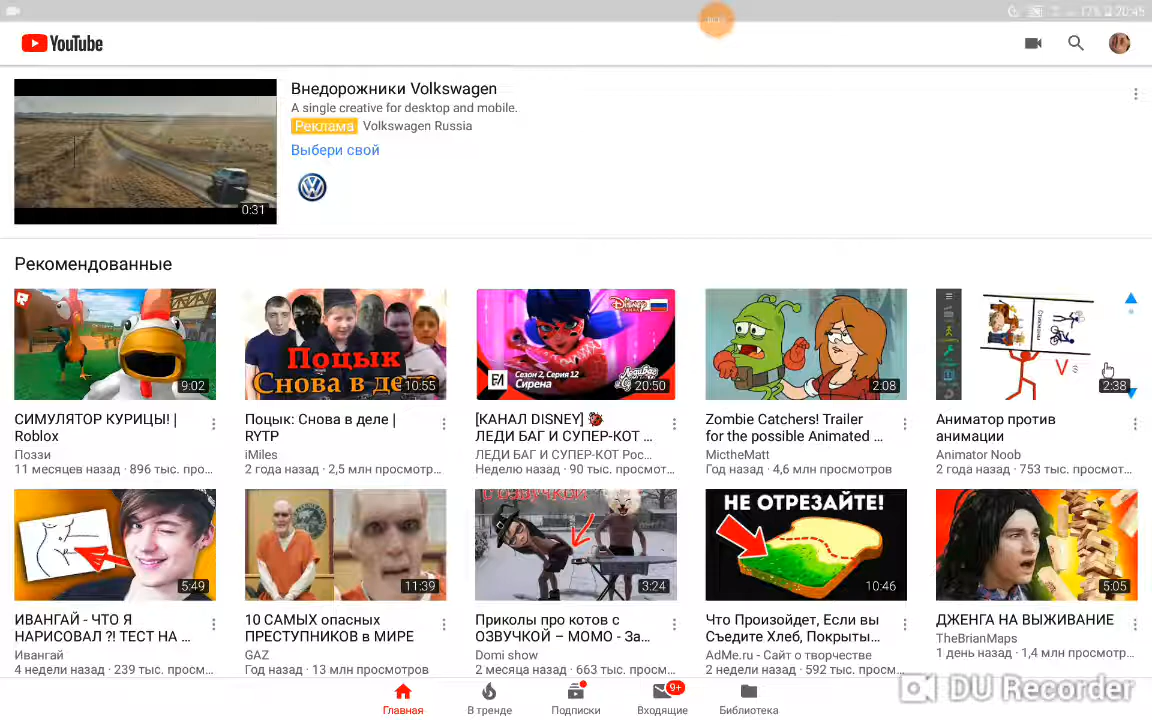 20:45
YouTube
Внедорожники Volkswagen
A single creative for desktop and mobile.
Реклама Volkswagen Russia
Выбери свой
0:31
Рекомендованные
9:02
Поцык
Снова в деле
10:55
Disney
Сезон 2, Серия 12
Сирена
20:50
2:08
2:38
СИМУЛЯТОР КУРИЦЫ! |
Roblox
Поззи
11 месяцев назад · 896 тыс. про...
Поцык: Снова в деле |
RYTP
iMiles
2 года назад · 2,5 млн просмотр...
[КАНАЛ DISNEY] 🐞
ЛЕДИ БАГ И СУПЕР-КОТ ...
ЛЕДИ БАГ И СУПЕР-КОТ Рос...
Неделю назад · 90 тыс. просмот...
Zombie Catchers! Trailer
for the possible Animated ...
MictheMatt
Год назад · 4,6 млн просмотров
Аниматор против
анимации
Animator Noob
2 года назад · 753 тыс. просмот...
5:49
11:39
С ОЗВУЧКОЙ
3:24
НЕ ОТРЕЗАЙТЕ!
10:46
5:05
ИВАНГАЙ - ЧТО Я
НАРИСОВАЛ ?! ТЕСТ НА ...
Ивангай
4 недели назад · 239 тыс. просм...
10 САМЫХ опасных
ПРЕСТУПНИКОВ в МИРЕ
GAZ
Год назад · 13 млн просмотров
Приколы про котов с
ОЗВУЧКОЙ – МОМО - За...
Domi show
2 месяца назад · 663 тыс. просм...
Что Произойдет, Если вы
Съедите Хлеб, Покрыты...
AdMe.ru - Сайт о творчестве
2 недели назад · 592 тыс. просм...
ДЖЕНГА НА ВЫЖИВАНИЕ
TheBrianMaps
1 день назад · 1,4 млн просмотр...
DU Recorder
Главная
В тренде
Подписки
9+
Входящие
Библиотека